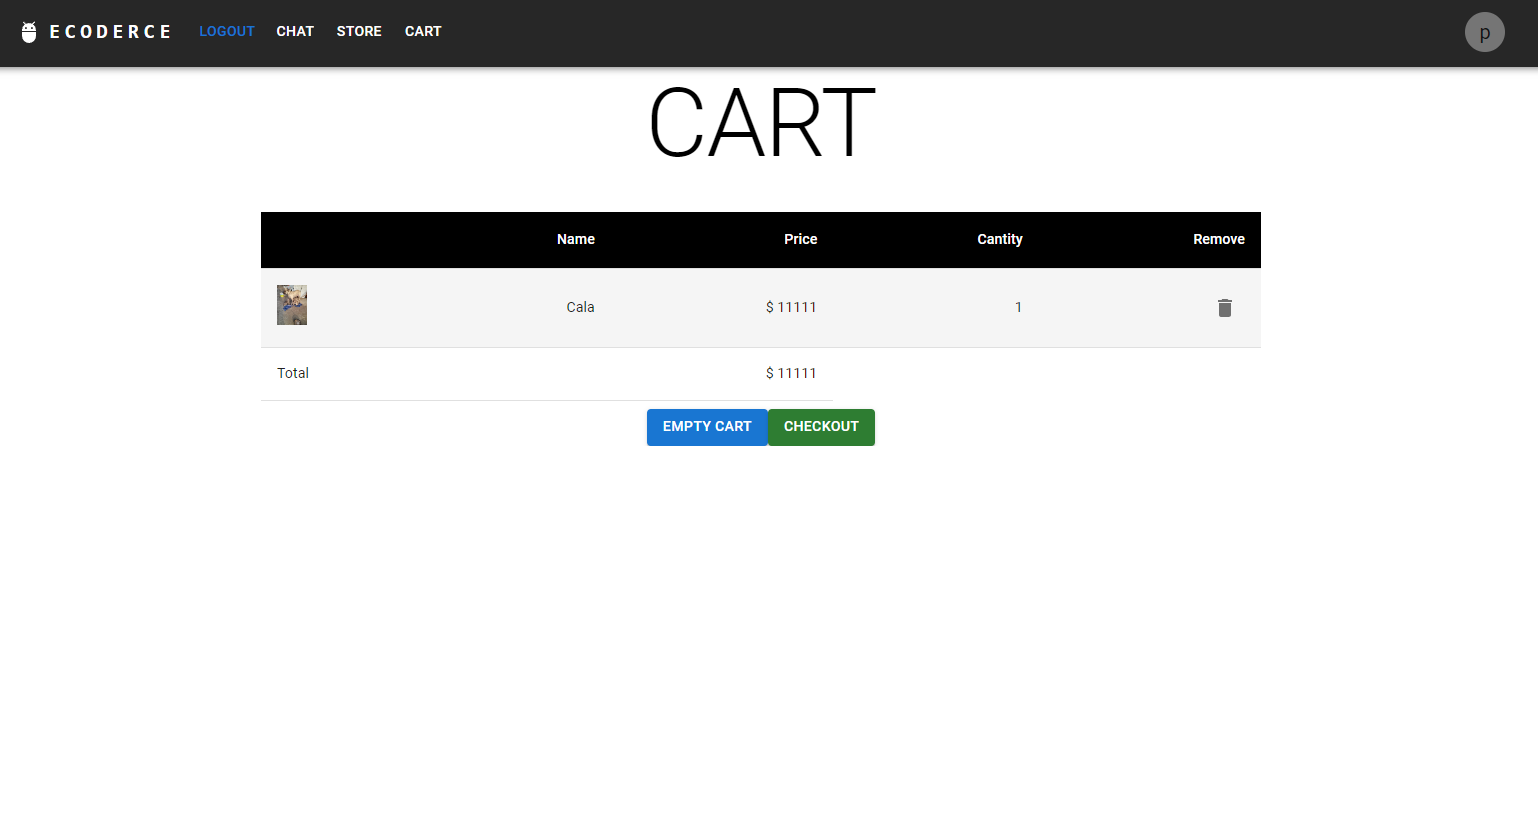 ECODERCE LOGOUT CHAT STORE CART p
CART
Name Price Cantity Remove
Cala $ 11111 1
Total $ 11111
EMPTY CART CHECKOUT